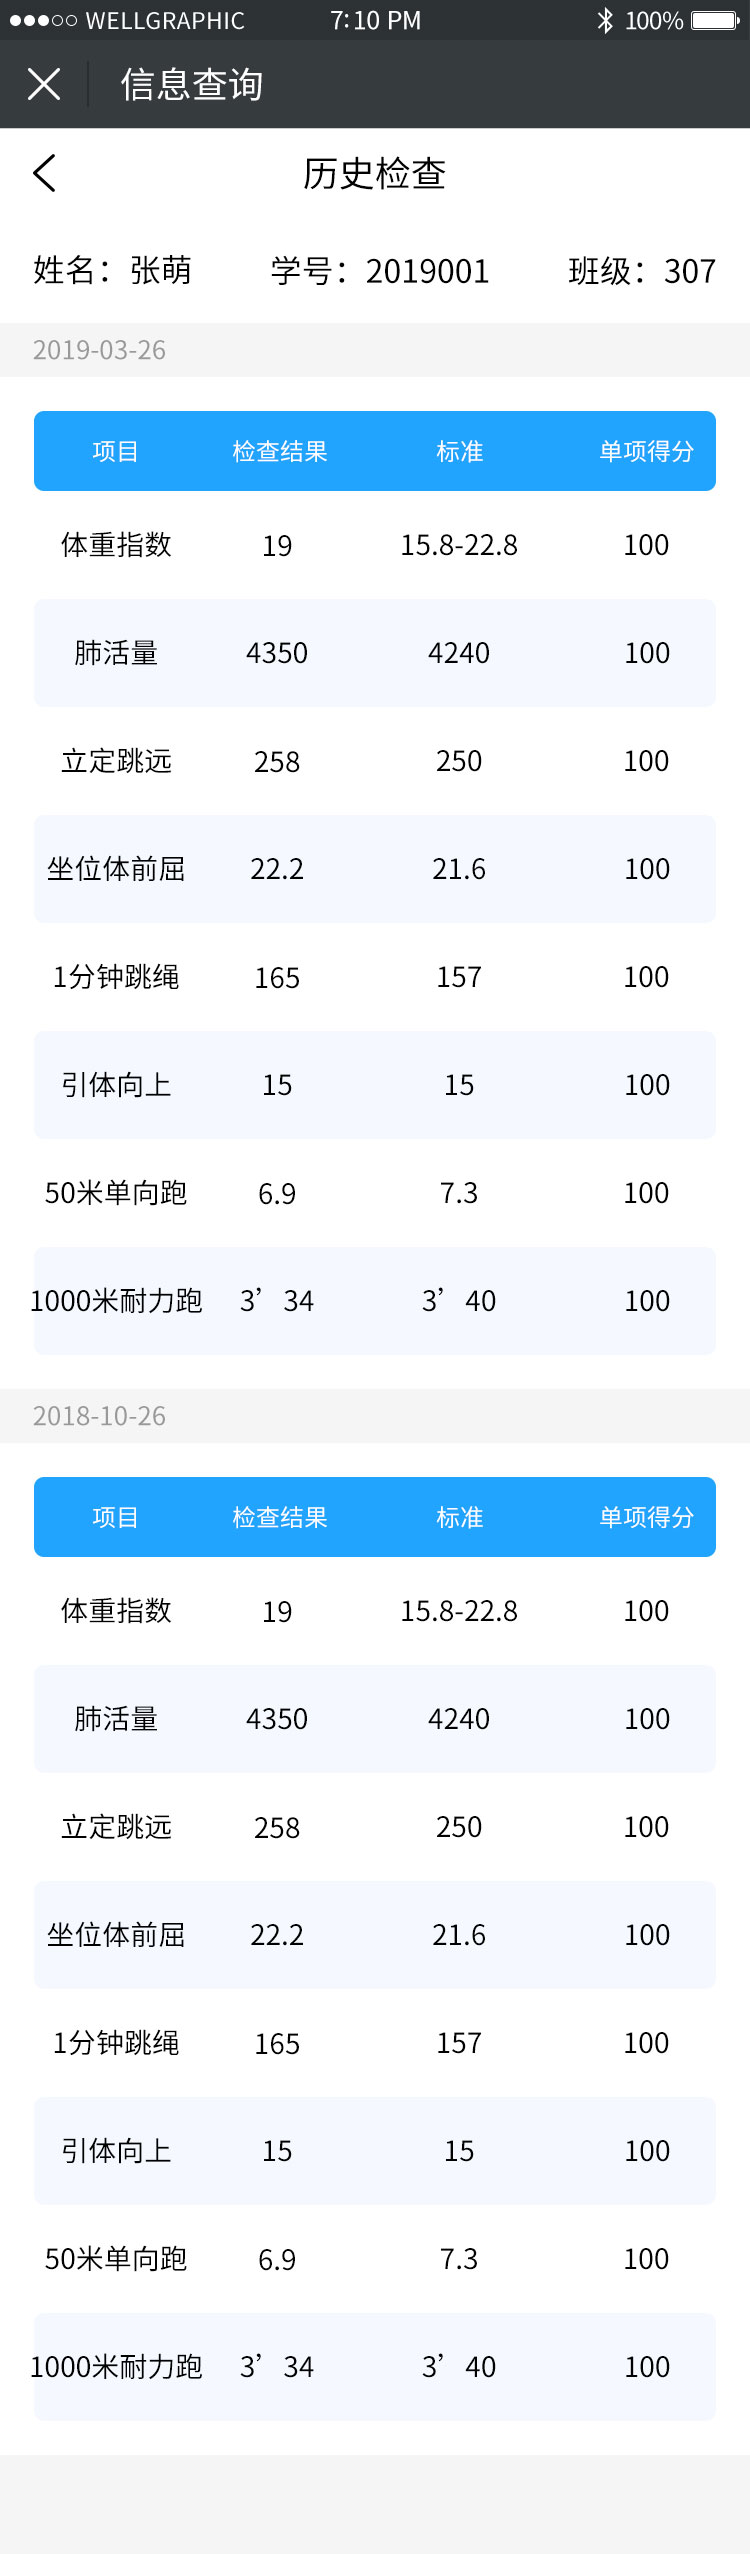 WELLGRAPHIC 7:10 PM 100%
信息查询
历史检查
姓名：张萌 学号：2019001 班级：307
2019-03-26
项目 检查结果 标准 单项得分
体重指数 19 15.8-22.8 100
肺活量 4350 4240 100
立定跳远 258 250 100
坐位体前屈 22.2 21.6 100
1分钟跳绳 165 157 100
引体向上 15 15 100
50米单向跑 6.9 7.3 100
1000米耐力跑 3’34 3’40 100
2018-10-26
项目 检查结果 标准 单项得分
体重指数 19 15.8-22.8 100
肺活量 4350 4240 100
立定跳远 258 250 100
坐位体前屈 22.2 21.6 100
1分钟跳绳 165 157 100
引体向上 15 15 100
50米单向跑 6.9 7.3 100
1000米耐力跑 3’34 3’40 100